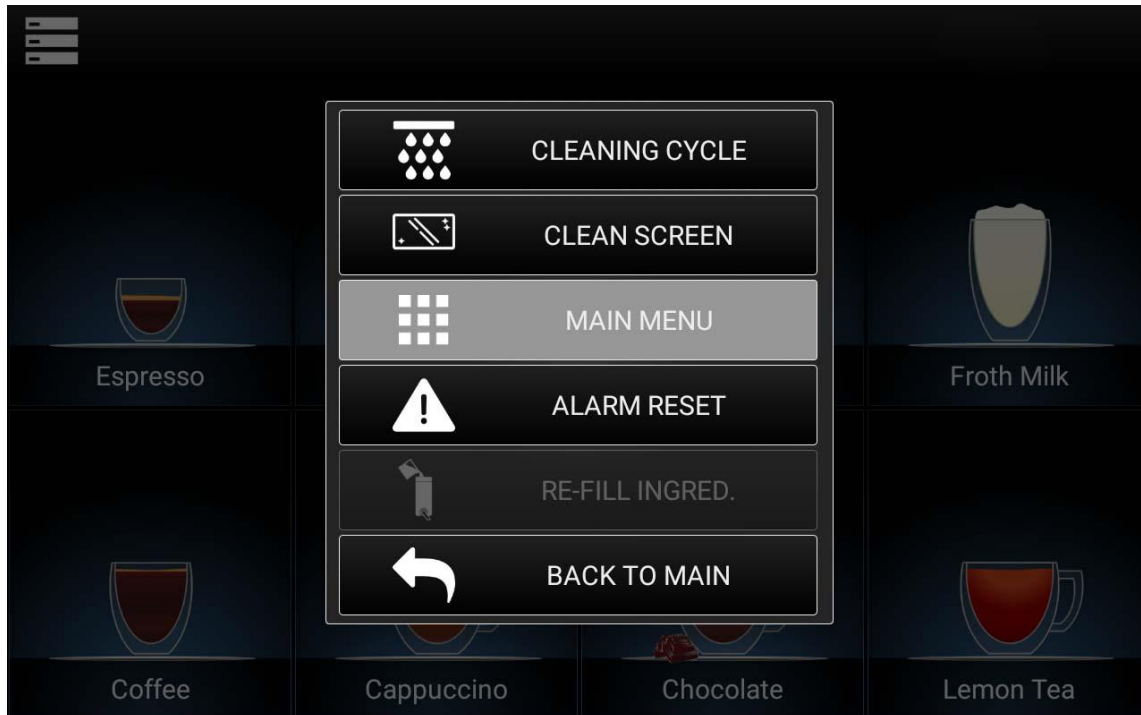 CLEANING CYCLE
CLEAN SCREEN
MAIN MENU
ALARM RESET
RE-FILL INGRED.
BACK TO MAIN
Espresso
Froth Milk
Coffee
Cappuccino
Chocolate
Lemon Tea